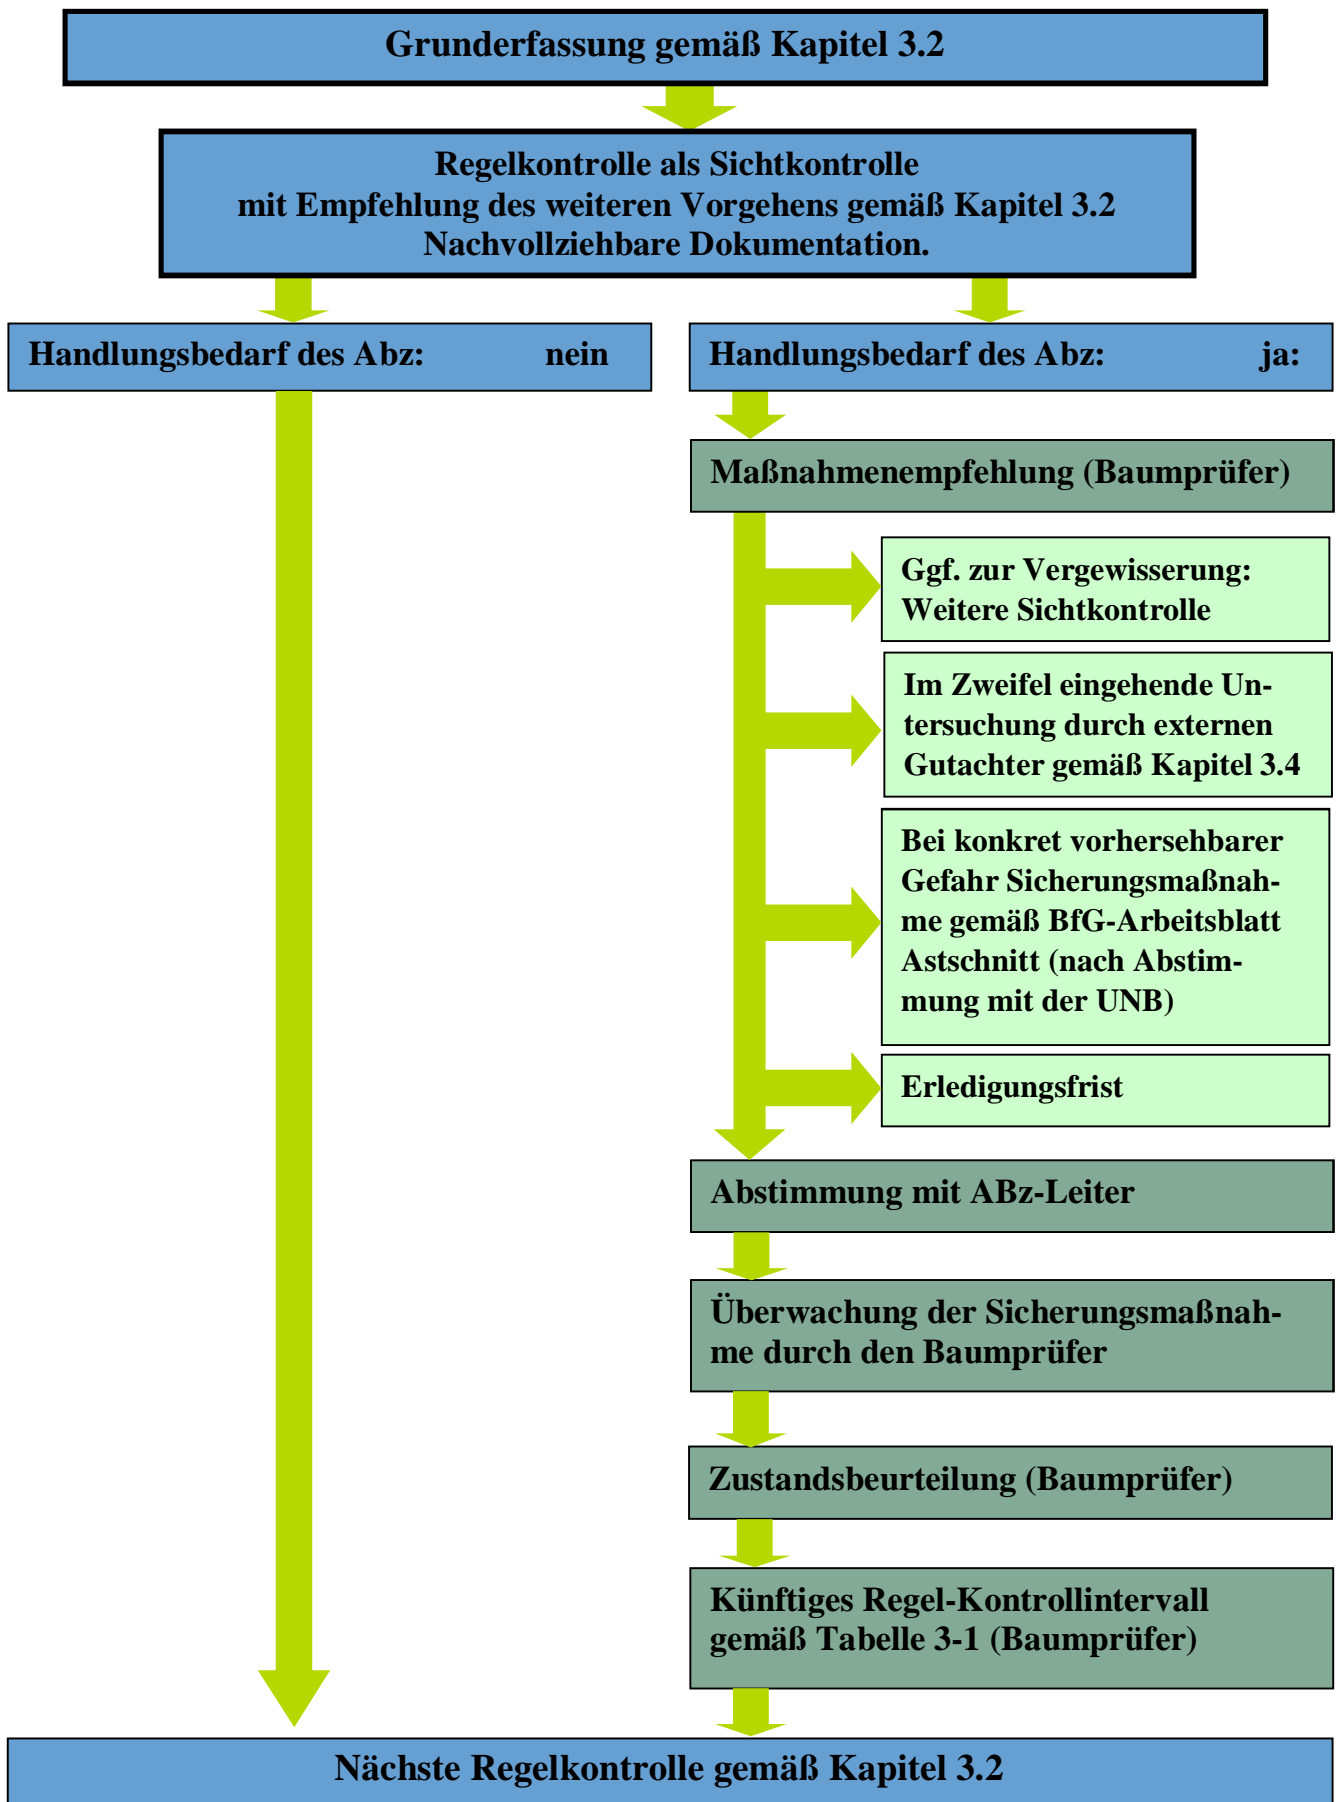 Grunderfassung gemäß Kapitel 3.2
Regelkontrolle als Sichtkontrolle
mit Empfehlung des weiteren Vorgehens gemäß Kapitel 3.2
Nachvollziehbare Dokumentation.
Handlungsbedarf des Abz: nein
Handlungsbedarf des Abz: ja:
Maßnahmenempfehlung (Baumprüfer)
Ggf. zur Vergewisserung:
Weitere Sichtkontrolle
Im Zweifel eingehende Un-
tersuchung durch externen
Gutachter gemäß Kapitel 3.4
Bei konkret vorhersehbarer
Gefahr Sicherungsmaßnah-
me gemäß BfG-Arbeitsblatt
Astschnitt (nach Abstim-
mung mit der UNB)
Erledigungsfrist
Abstimmung mit ABz-Leiter
Überwachung der Sicherungsmaßnah-
me durch den Baumprüfer
Zustandsbeurteilung (Baumprüfer)
Künftiges Regel-Kontrollintervall
gemäß Tabelle 3-1 (Baumprüfer)
Nächste Regelkontrolle gemäß Kapitel 3.2